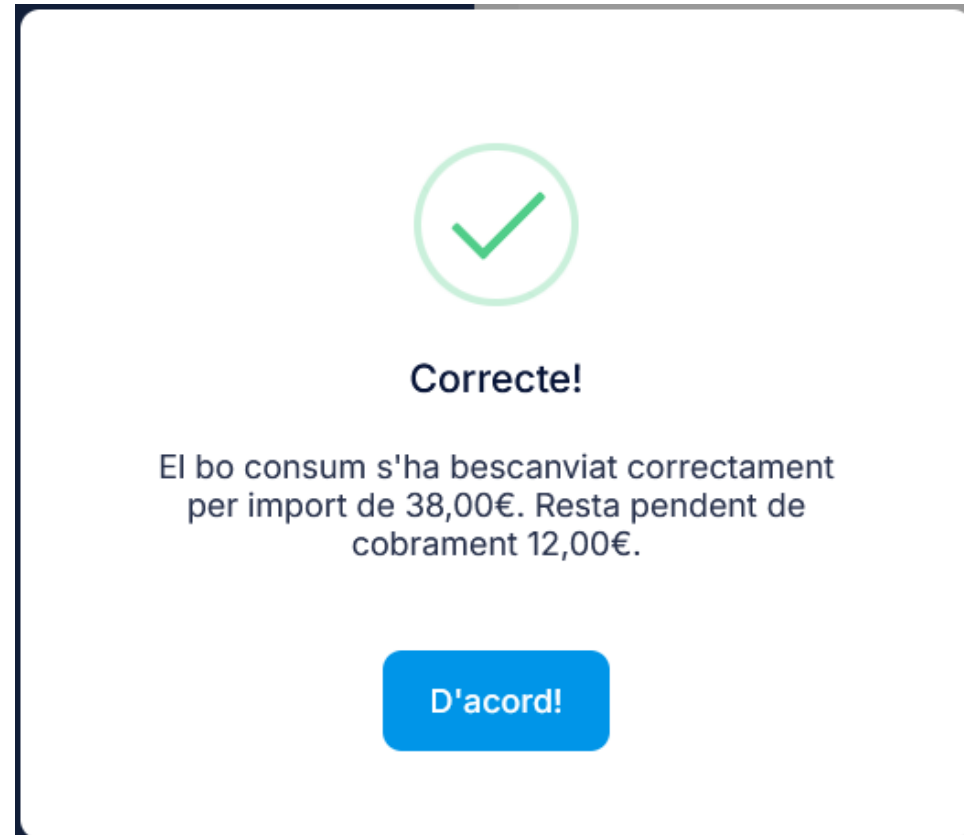 Correcte!
El bo consum s'ha bescanviat correctament
per import de 38,00€. Resta pendent de
cobrament 12,00€.
D'acord!